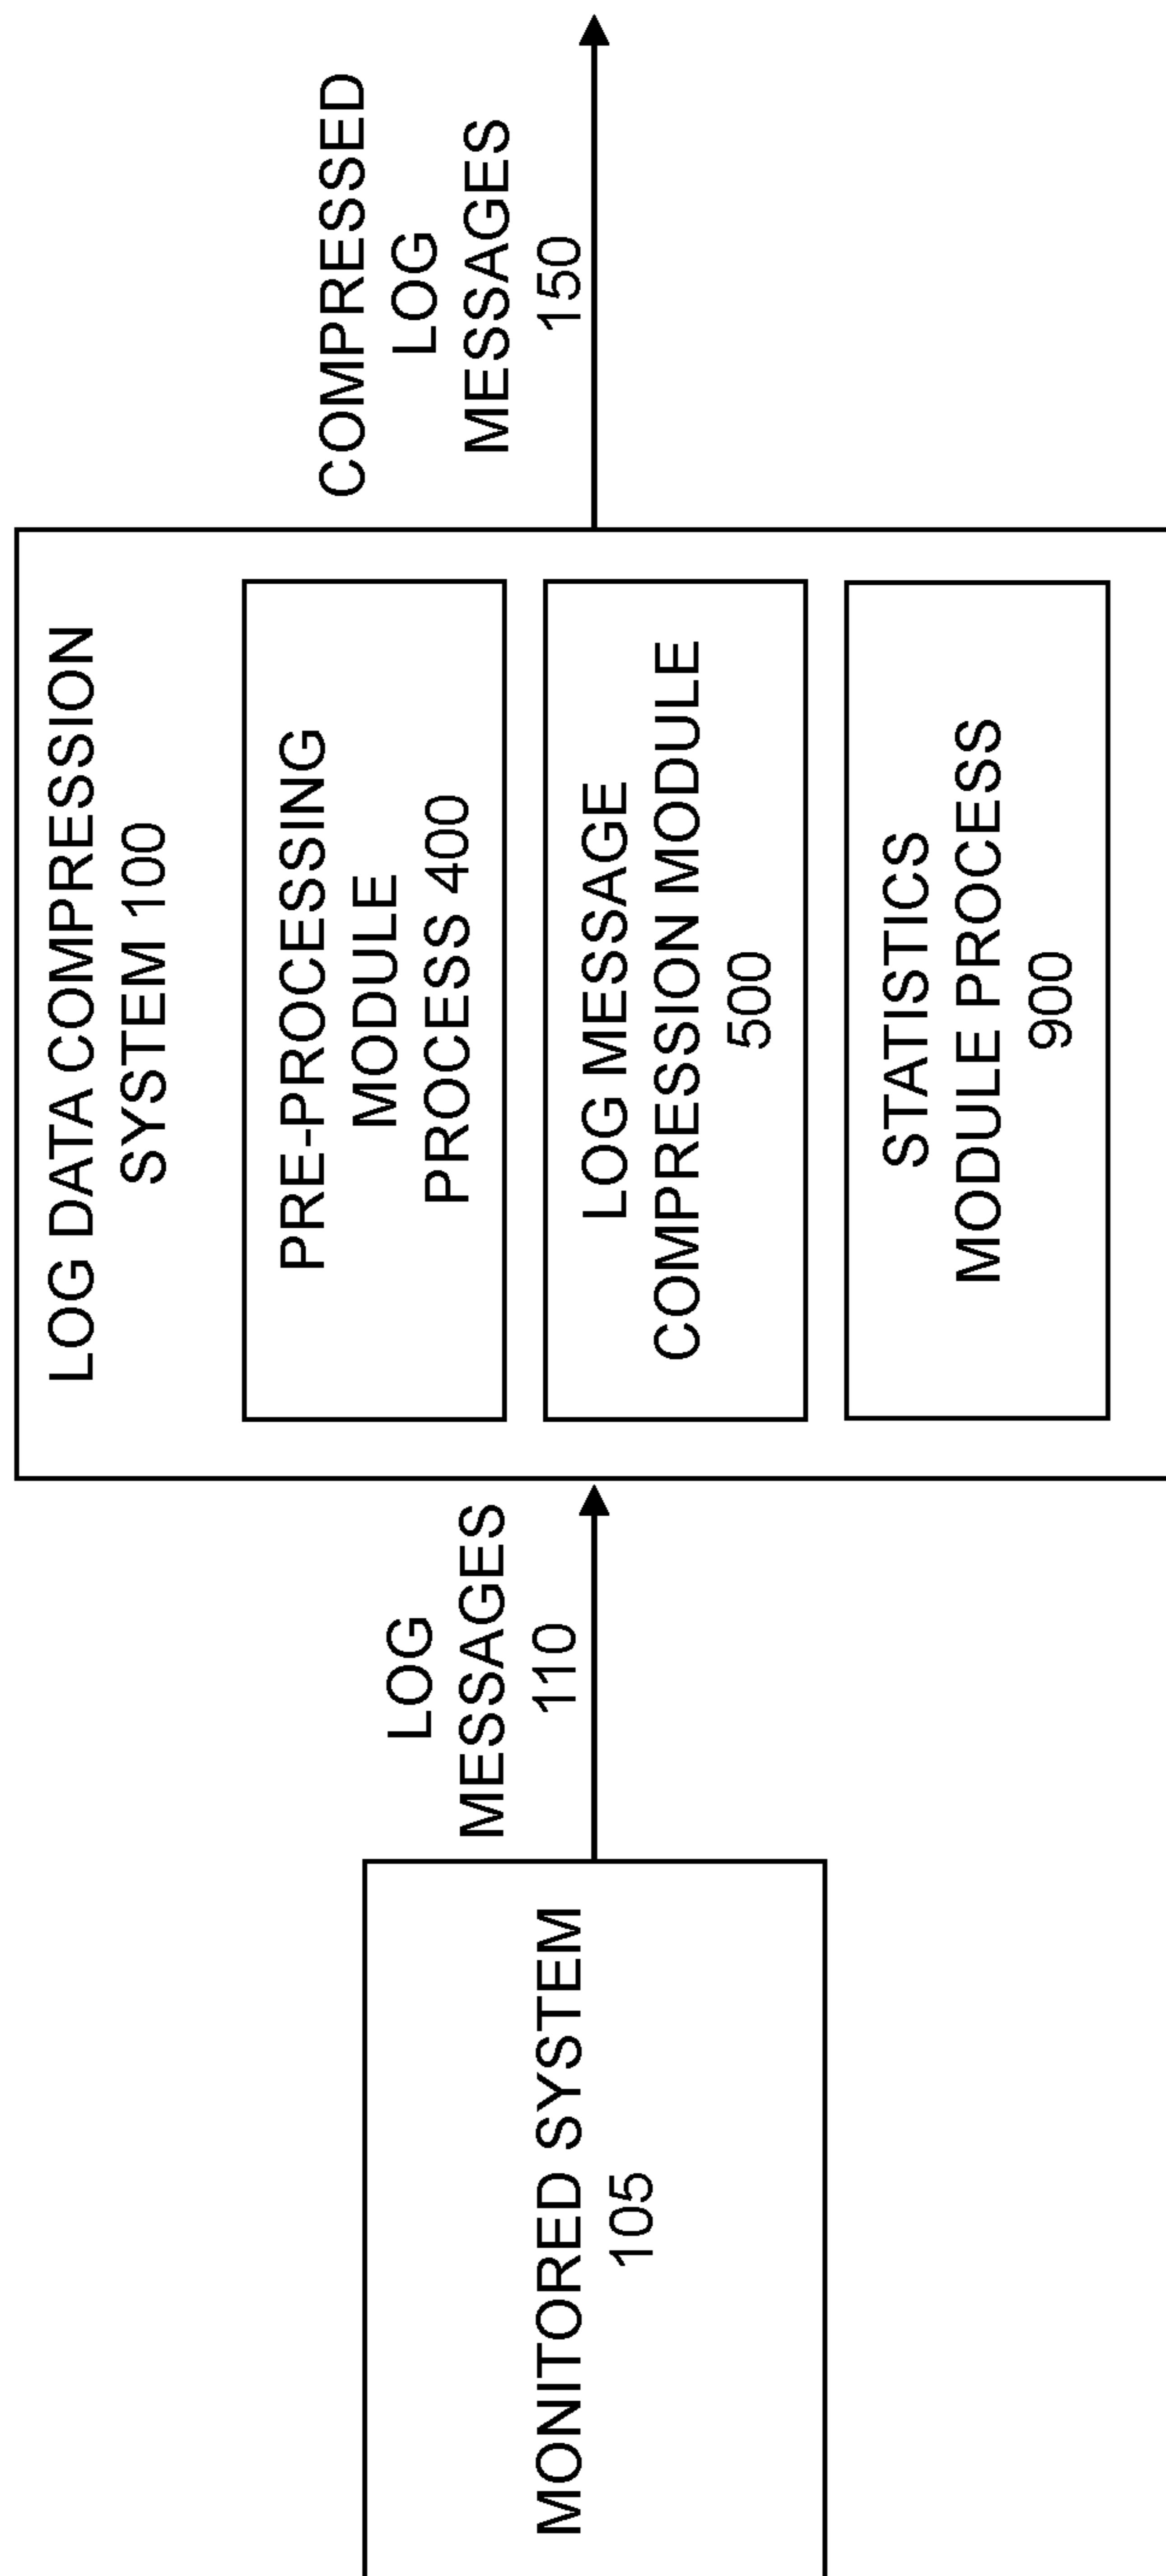 MONITORED SYSTEM
105
LOG
MESSAGES
110
LOG DATA COMPRESSION
SYSTEM 100
PRE-PROCESSING
MODULE
PROCESS 400
LOG MESSAGE
COMPRESSION MODULE
500
STATISTICS
MODULE PROCESS
900
COMPRESSED
LOG
MESSAGES
150